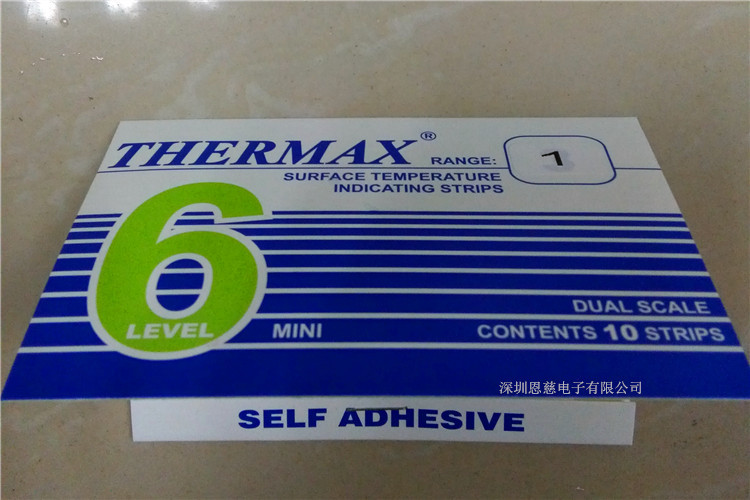 THERMAX®
RANGE: 1
SURFACE TEMPERATURE
INDICATING STRIPS
6
LEVEL
MINI
DUAL SCALE
CONTENTS 10 STRIPS
深圳恩慈电子有限公司
SELF ADHESIVE